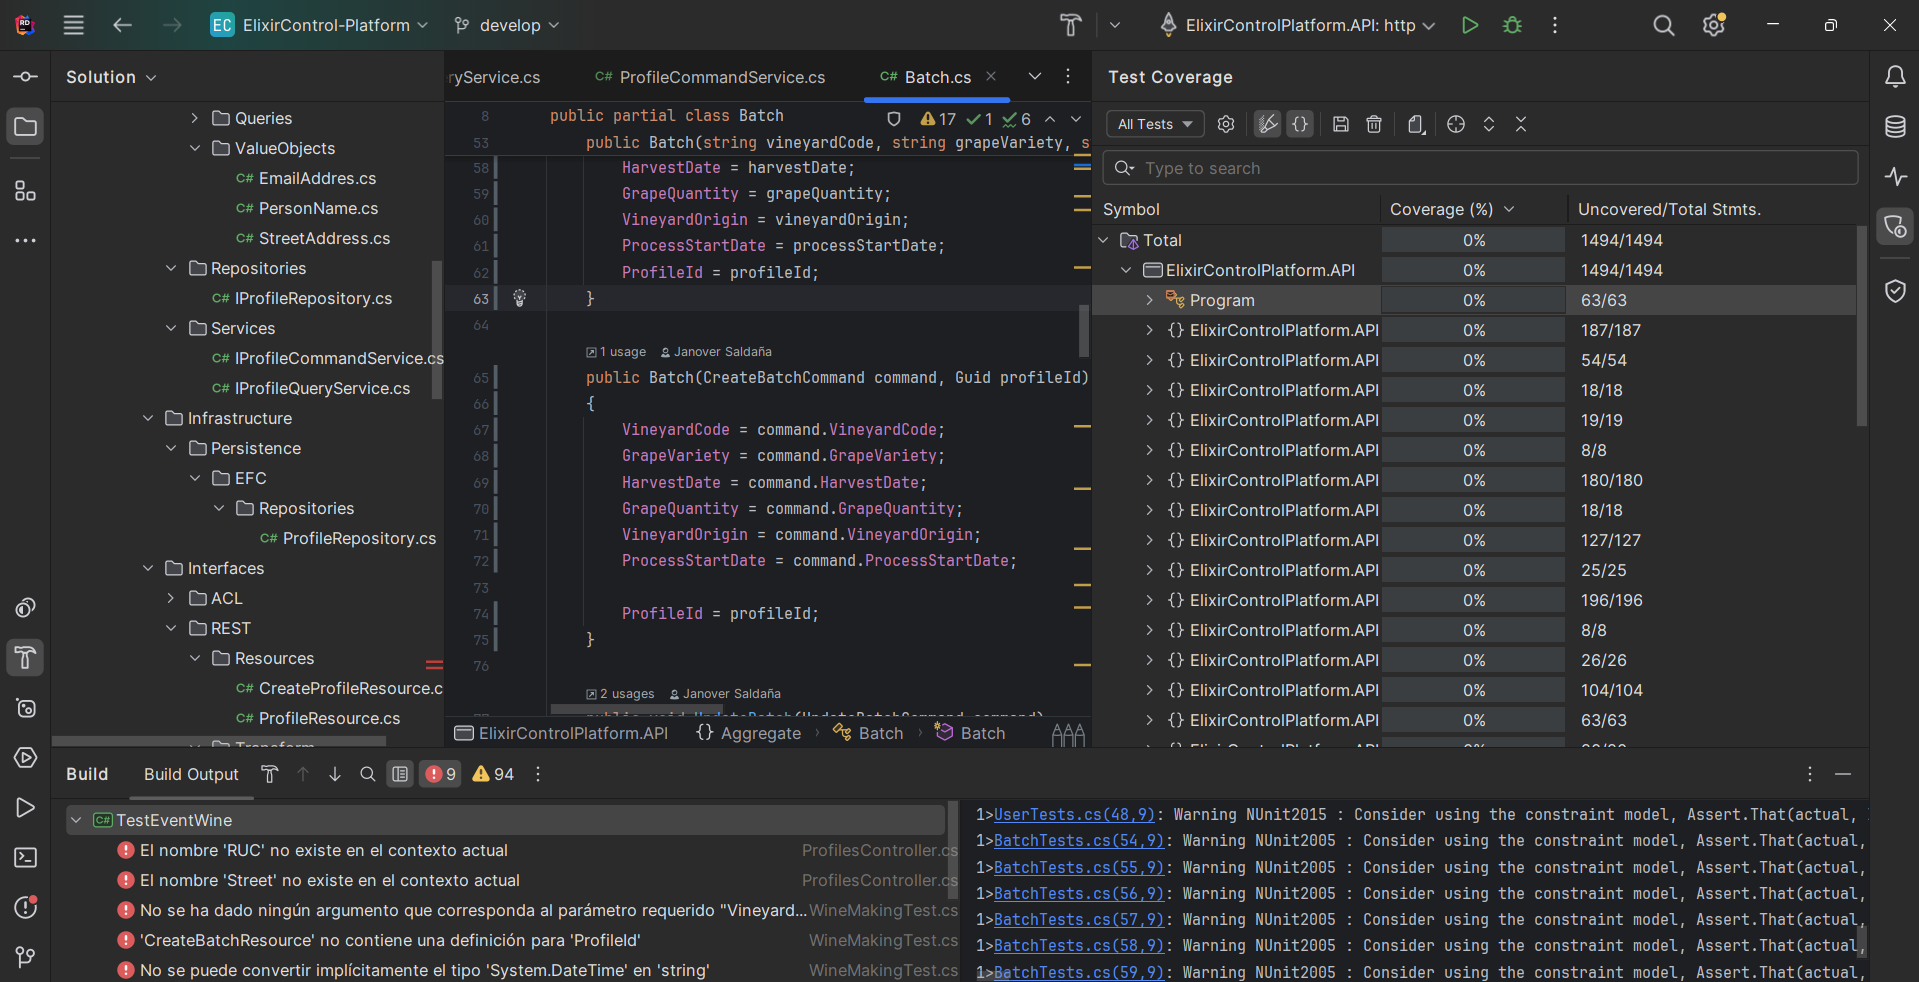 EC ElixirControl-Platform
develop
ElixirControlPlatform.API: http
Solution
Queries
ValueObjects
C# EmailAddres.cs
C# PersonName.cs
C# StreetAddress.cs
Repositories
C# IProfileRepository.cs
Services
C# IProfileCommandService.cs
C# IProfileQueryService.cs
Infrastructure
Persistence
EFC
Repositories
C# ProfileRepository.cs
Interfaces
ACL
REST
Resources
C# CreateProfileResource.c
C# ProfileResource.cs
Transform
ryService.cs
C# ProfileCommandService.cs
C# Batch.cs
8 public partial class Batch
17 1 6
53 public Batch(string vineyardCode, string grapeVariety, s
58 HarvestDate = harvestDate;
59 GrapeQuantity = grapeQuantity;
60 VineyardOrigin = vineyardOrigin;
61 ProcessStartDate = processStartDate;
62 ProfileId = profileId;
63 }
64
1 usage Janover Saldaña
65 public Batch(CreateBatchCommand command, Guid profileId)
66 {
67 VineyardCode = command.VineyardCode;
68 GrapeVariety = command.GrapeVariety;
69 HarvestDate = command.HarvestDate;
70 GrapeQuantity = command.GrapeQuantity;
71 VineyardOrigin = command.VineyardOrigin;
72 ProcessStartDate = command.ProcessStartDate;
73
74 ProfileId = profileId;
75 }
76
2 usages Janover Saldaña
public void UpdateBatch(UpdateBatchCommand command)
ElixirControlPlatform.API {} Aggregate › Batch › Batch
Test Coverage
All Tests
Type to search
Symbol Coverage (%) Uncovered/Total Stmts.
Total 0% 1494/1494
ElixirControlPlatform.API 0% 1494/1494
Program 0% 63/63
{} ElixirControlPlatform.API 0% 187/187
{} ElixirControlPlatform.API 0% 54/54
{} ElixirControlPlatform.API 0% 18/18
{} ElixirControlPlatform.API 0% 19/19
{} ElixirControlPlatform.API 0% 8/8
{} ElixirControlPlatform.API 0% 180/180
{} ElixirControlPlatform.API 0% 18/18
{} ElixirControlPlatform.API 0% 127/127
{} ElixirControlPlatform.API 0% 25/25
{} ElixirControlPlatform.API 0% 196/196
{} ElixirControlPlatform.API 0% 8/8
{} ElixirControlPlatform.API 0% 26/26
{} ElixirControlPlatform.API 0% 104/104
{} ElixirControlPlatform.API 0% 63/63
{} ElixirControlPlatform.API 0%
Build
Build Output
9 94
C# TestEventWine
El nombre 'RUC' no existe en el contexto actual ProfilesController.cs
El nombre 'Street' no existe en el contexto actual ProfilesController.cs
No se ha dado ningún argumento que corresponda al parámetro requerido "Vineyard... WineMakingTest.cs
'CreateBatchResource' no contiene una definición para 'ProfileId' WineMakingTest.cs
No se puede convertir implícitamente el tipo 'System.DateTime' en 'string' WineMakingTest.cs
1>UserTests.cs(48,9): Warning NUnit2015 : Consider using the constraint model, Assert.That(actual,
1>BatchTests.cs(54,9): Warning NUnit2005 : Consider using the constraint model, Assert.That(actual,
1>BatchTests.cs(55,9): Warning NUnit2005 : Consider using the constraint model, Assert.That(actual,
1>BatchTests.cs(56,9): Warning NUnit2005 : Consider using the constraint model, Assert.That(actual,
1>BatchTests.cs(57,9): Warning NUnit2005 : Consider using the constraint model, Assert.That(actual,
1>BatchTests.cs(58,9): Warning NUnit2005 : Consider using the constraint model, Assert.That(actual,
1>BatchTests.cs(59,9): Warning NUnit2005 : Consider using the constraint model, Assert.That(actual,